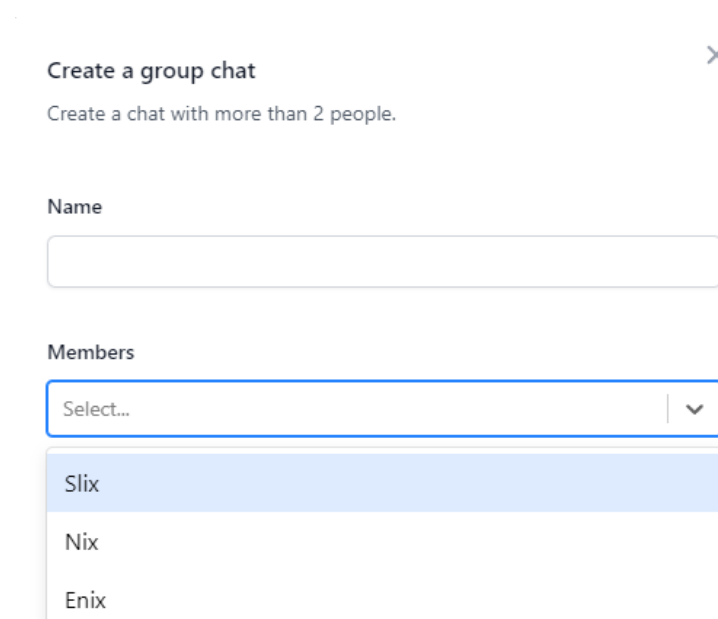 Create a group chat
Create a chat with more than 2 people.
Name
Members
Select...
Slix
Nix
Enix